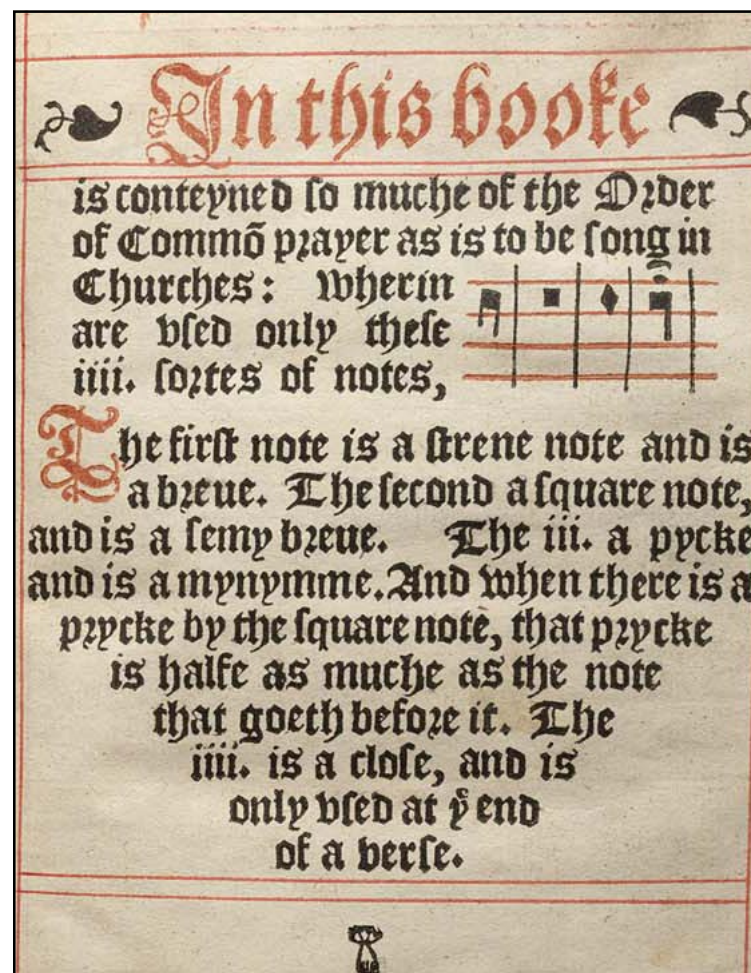 In this booke
is conteyned so muche of the Order
of Commõ prayer as is to be song in
Churches: wherin
are vsed only these
iiii. sortes of notes,
The first note is a strene note and is
a breue. The second a square note,
and is a semy breue. The iii. a pycke
and is a mynymme. And when there is a
prycke by the square note, that prycke
is halfe as muche as the note
that goeth before it. The
iiii. is a close, and is
only vsed at yͤ end
of a verse.